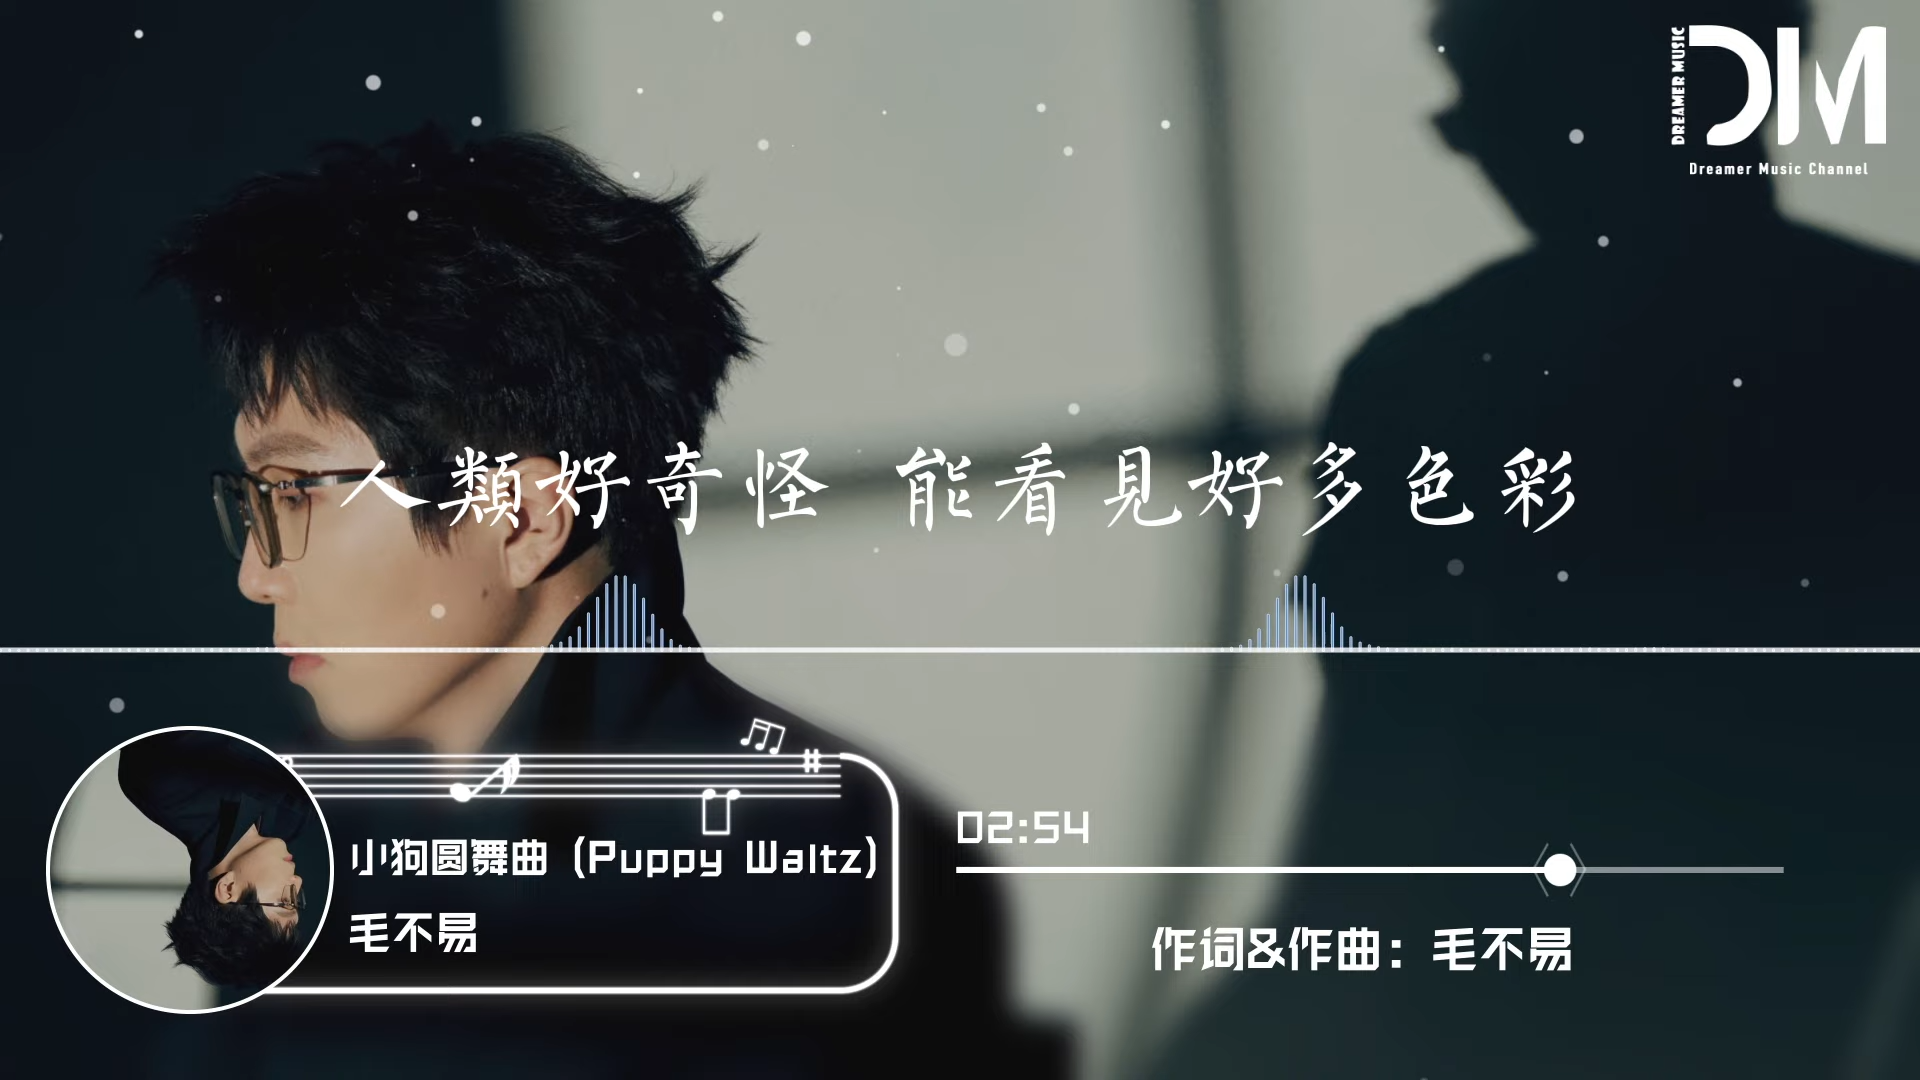 DREAMER MUSIC
DM
Dreamer Music Channel
人類好奇怪 能看見好多色彩
小狗圆舞曲 (Puppy Waltz)
毛不易
02:54
作词&作曲：毛不易